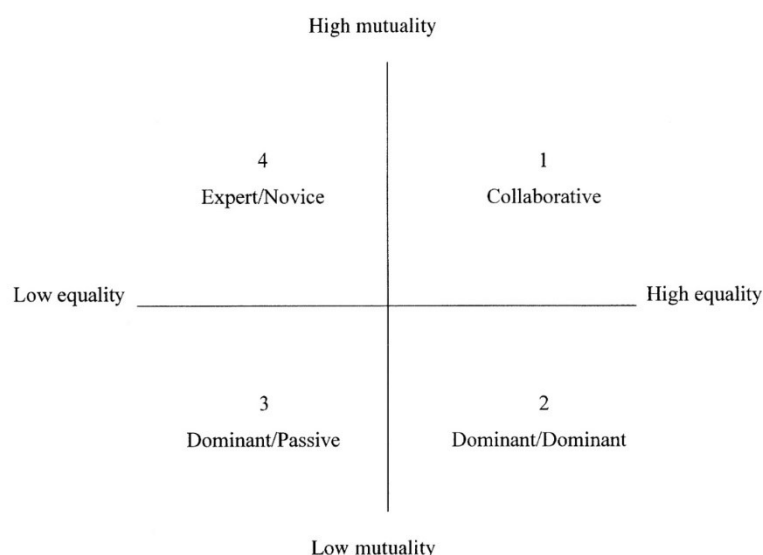 High mutuality
4
1
Expert/Novice
Collaborative
Low equality
High equality
3
2
Dominant/Passive
Dominant/Dominant
Low mutuality